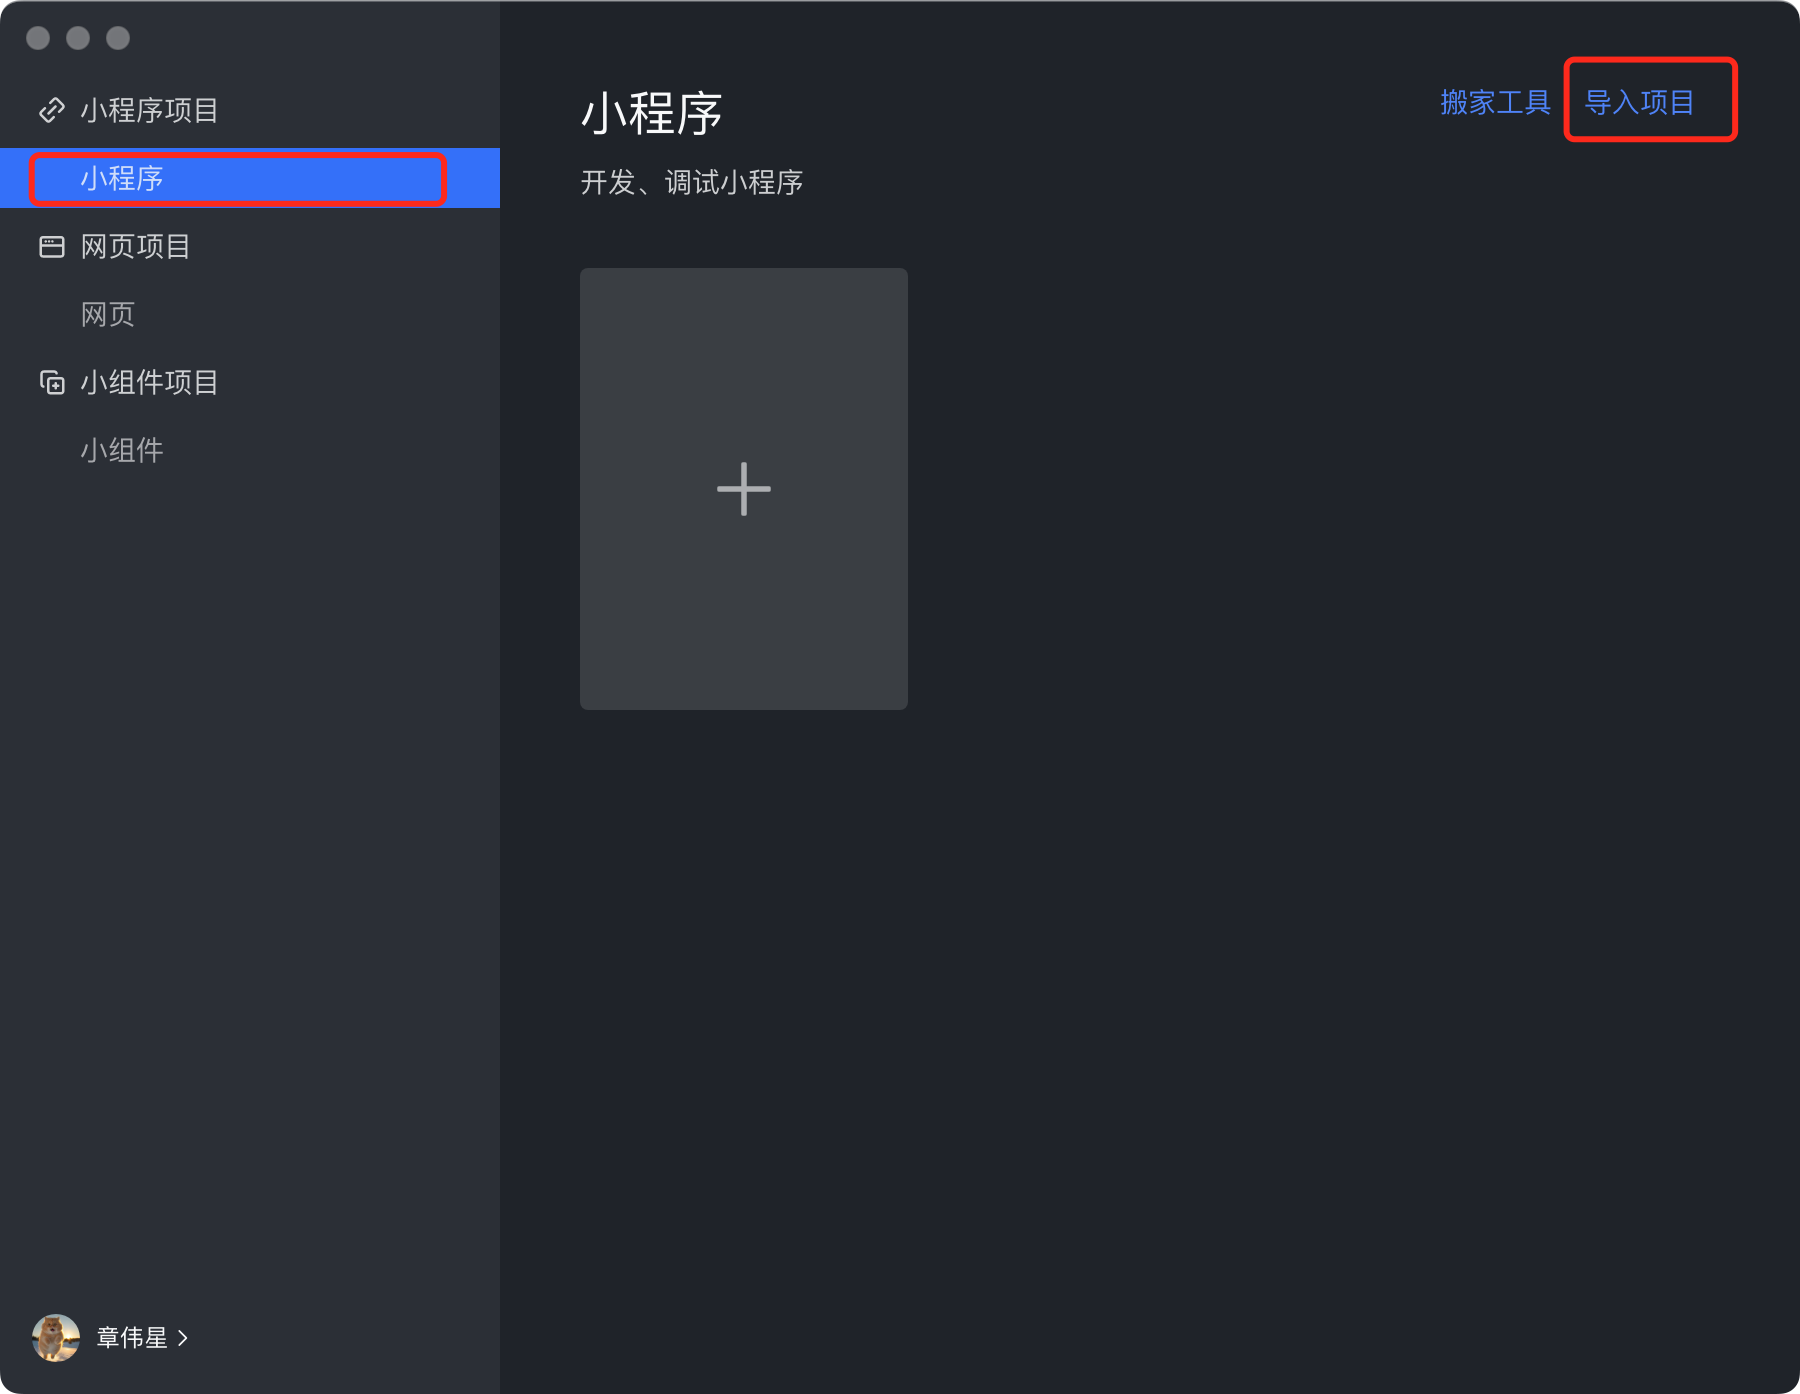 小程序项目
小程序
网页项目
网页
小组件项目
小组件
章伟星
小程序
开发、调试小程序
搬家工具
导入项目